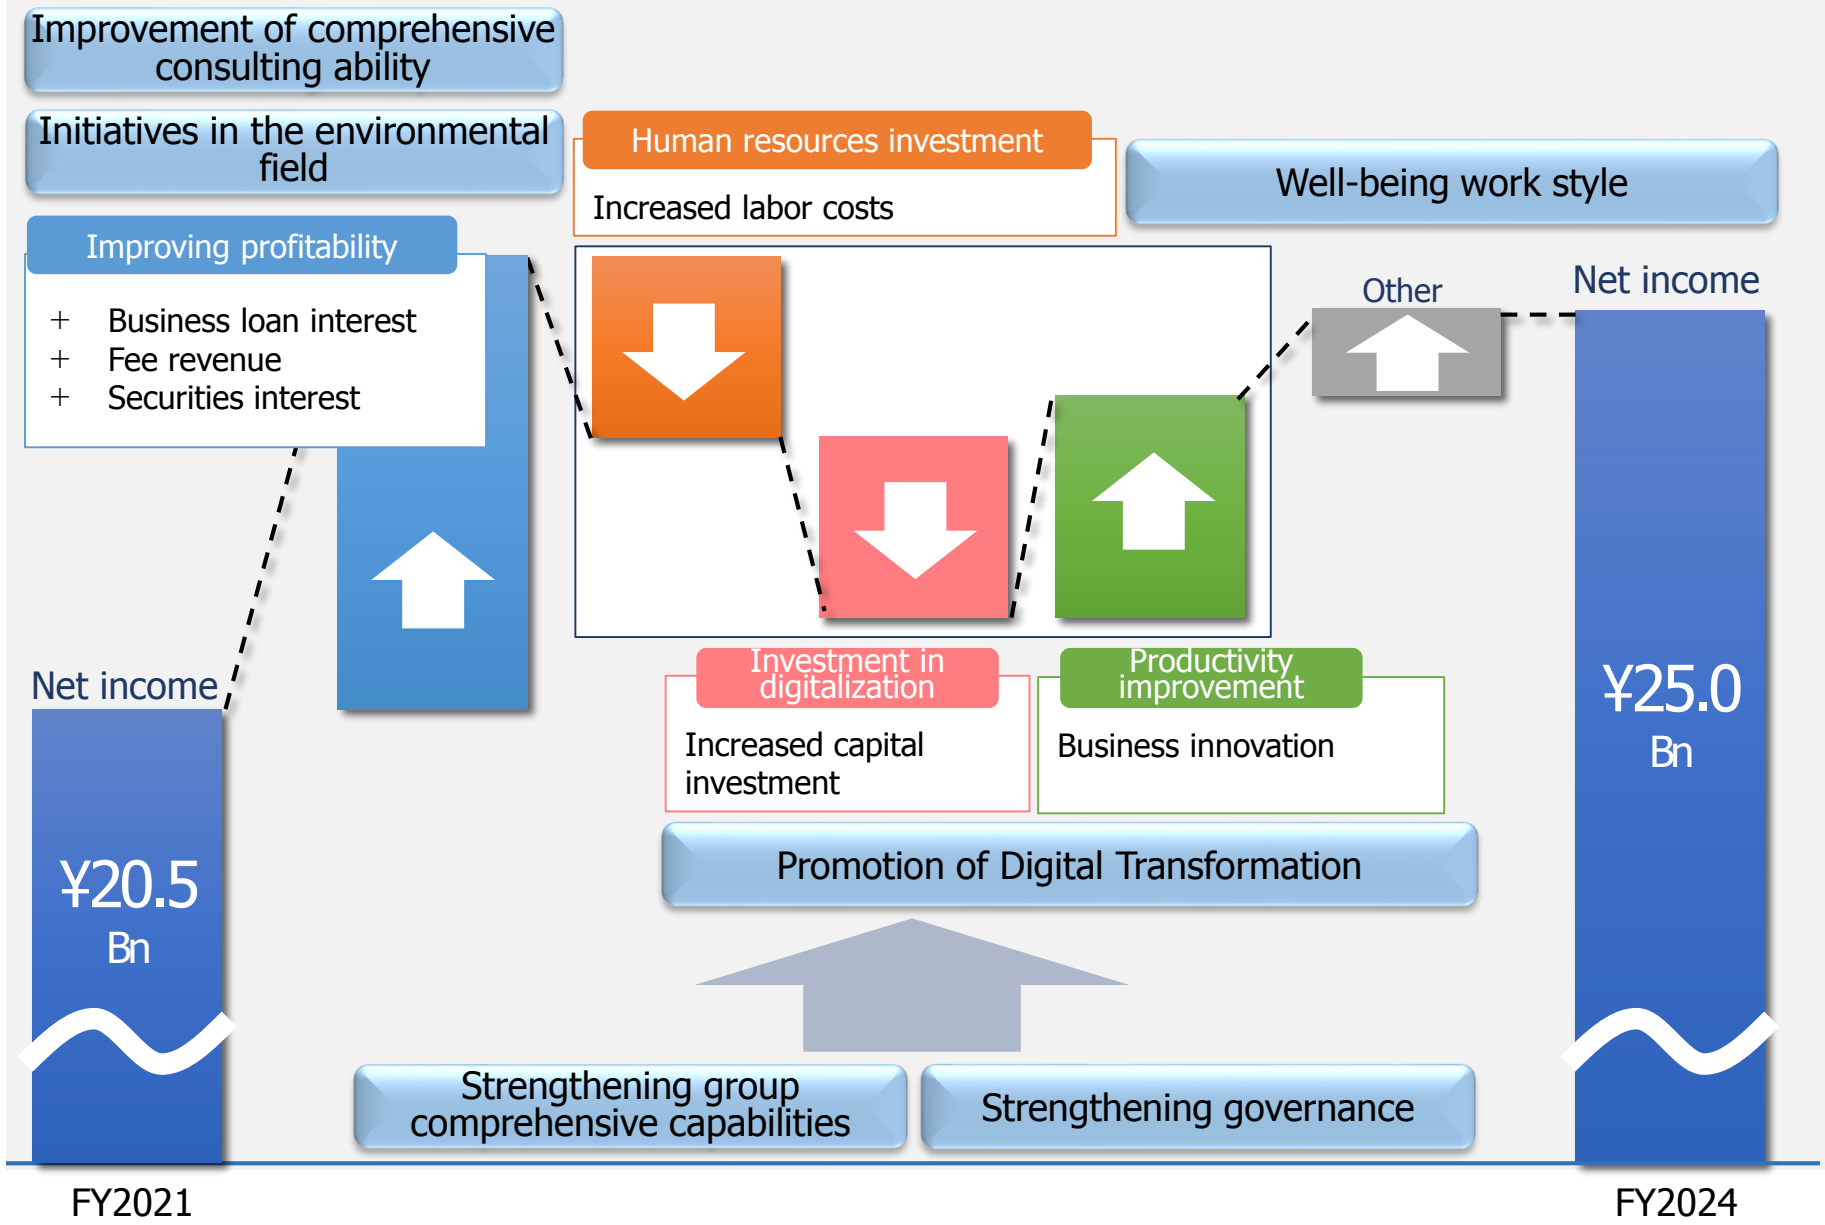 Improvement of comprehensive
consulting ability
Initiatives in the environmental
field
Improving profitability
+ Business loan interest
+ Fee revenue
+ Securities interest
Human resources investment
Increased labor costs
Well-being work style
Other
Net income
Net income
¥20.5
Bn
¥25.0
Bn
Investment in
digitalization
Increased capital
investment
Productivity
improvement
Business innovation
Promotion of Digital Transformation
Strengthening group
comprehensive capabilities
Strengthening governance
FY2021
FY2024